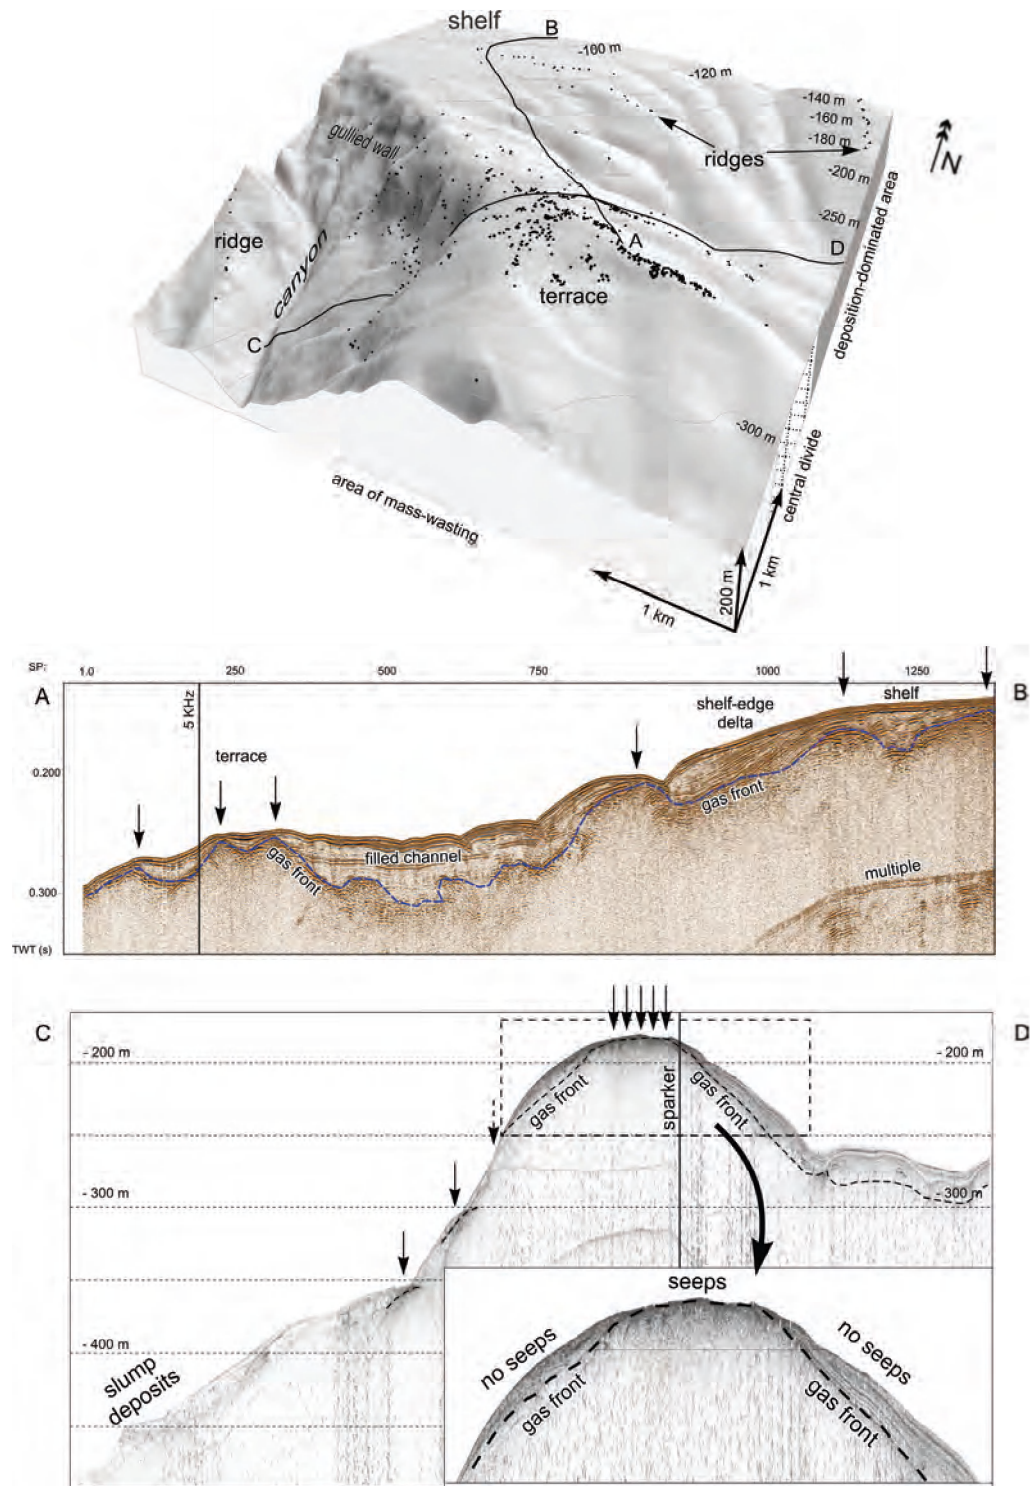 shelf
B
-160 m
-120 m
-140 m
-160 m
-180 m
-200 m
ridges
N
gullied wall
-250 m
ridge
canyon
A
D
terrace
C
deposition-dominated area
-300 m
central divide
area of mass-wasting
200 m
1 km
1 km
SP:
1.0
250
500
750
1000
1250
A
B
5 KHz
shelf-edge
delta
shelf
terrace
0.200
gas front
filled channel
gas front
multiple
0.300
TWT (s)
C
D
- 200 m
- 200 m
gas front
sparker
gas front
- 300 m
- 300 m
seeps
- 400 m
no seeps
no seeps
slump
deposits
gas front
gas front